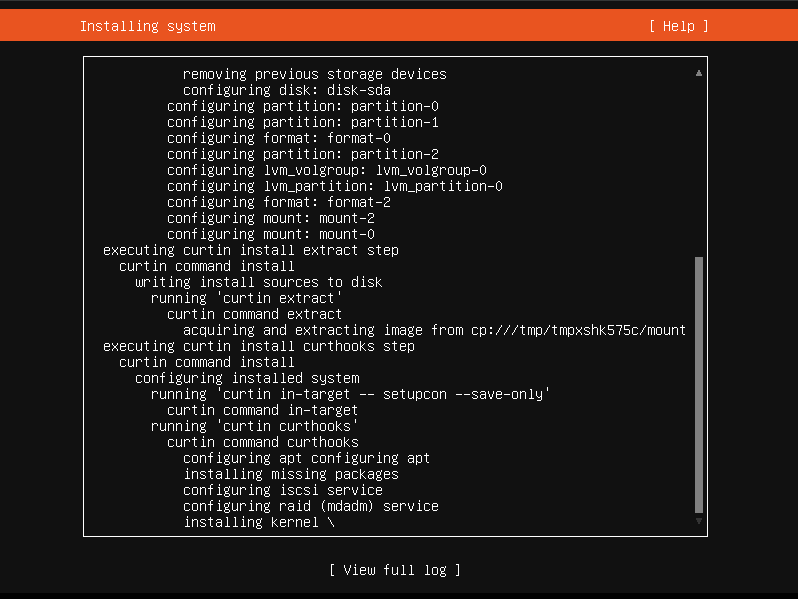 Installing system
[ Help ]
removing previous storage devices
configuring disk: disk-sda
configuring partition: partition-0
configuring partition: partition-1
configuring format: format-0
configuring partition: partition-2
configuring lvm_volgroup: lvm_volgroup-0
configuring lvm_partition: lvm_partition-0
configuring format: format-2
configuring mount: mount-2
configuring mount: mount-0
executing curtin install extract step
curtin command install
writing install sources to disk
running 'curtin extract'
curtin command extract
acquiring and extracting image from cp:///tmp/tmpxshk575c/mount
executing curtin install curthooks step
curtin command install
configuring installed system
running 'curtin in-target -- setupcon --save-only'
curtin command in-target
running 'curtin curthooks'
curtin command curthooks
configuring apt configuring apt
installing missing packages
configuring iscsi service
configuring raid (mdadm) service
installing kernel \
[ View full log ]